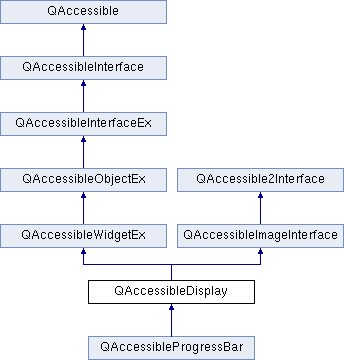 QAccessible
QAccessibleInterface
QAccessibleInterfaceEx
QAccessibleObjectEx
QAccessible2Interface
QAccessibleWidgetEx
QAccessibleImageInterface
QAccessibleDisplay
QAccessibleProgressBar